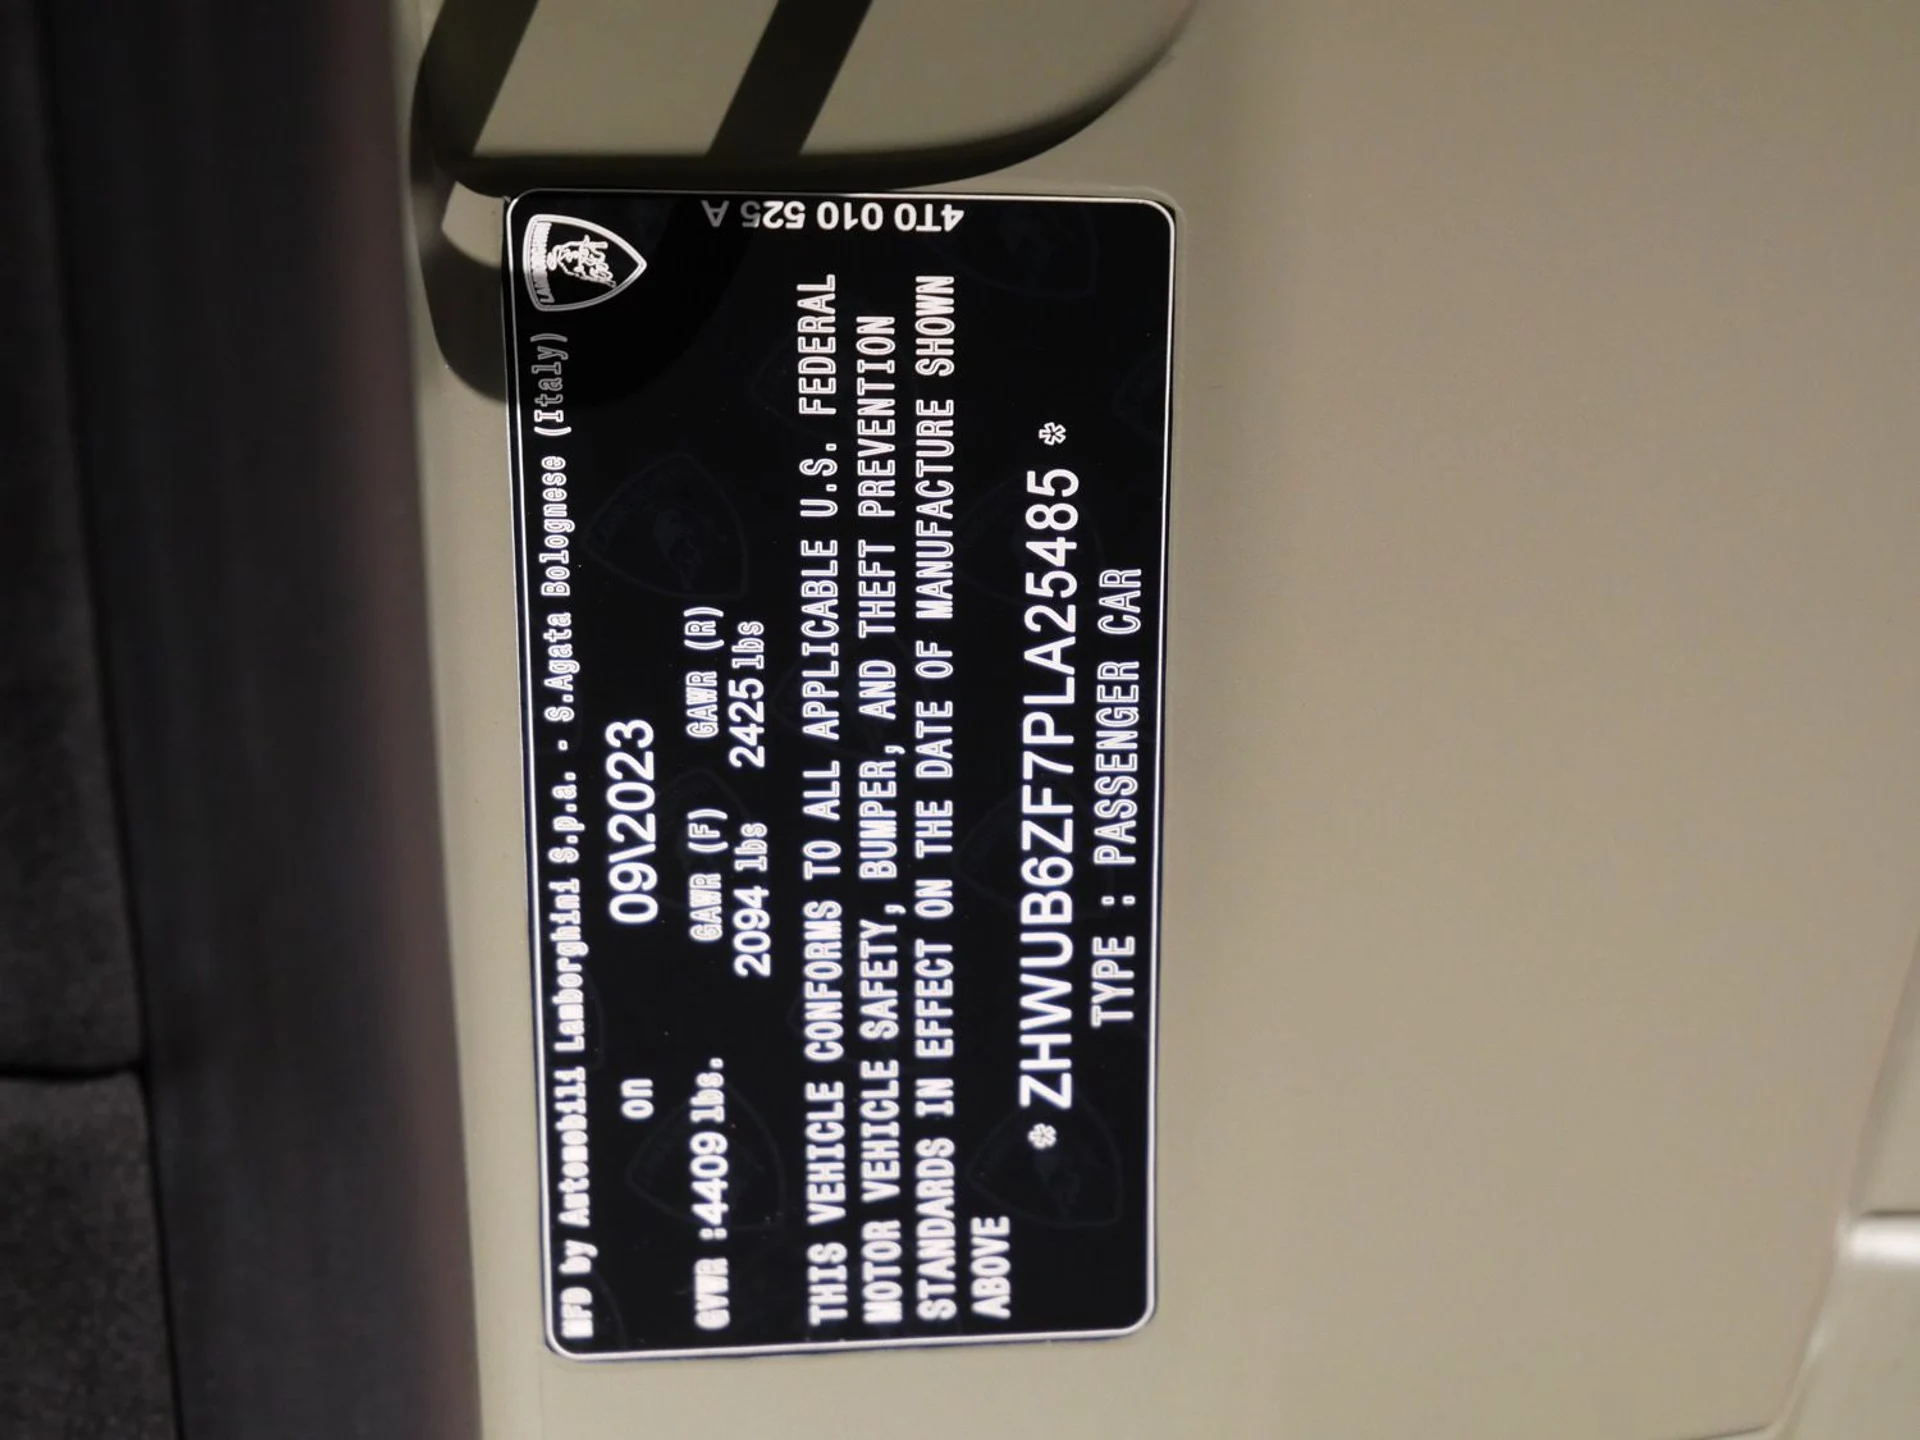 MFD by Automobili Lamborghini S.p.a. - S.Agata Bolognese (Italy)
LAMBORGHINI
on 09\2023
GVWR :4409 lbs. GAWR (F) GAWR (R)
2094 lbs 2425 lbs
THIS VEHICLE CONFORMS TO ALL APPLICABLE U.S. FEDERAL
MOTOR VEHICLE SAFETY, BUMPER, AND THEFT PREVENTION
STANDARDS IN EFFECT ON THE DATE OF MANUFACTURE SHOWN
ABOVE
* ZHWUB6ZF7PLA25485 *
TYPE : PASSENGER CAR
4T0 010 525 A